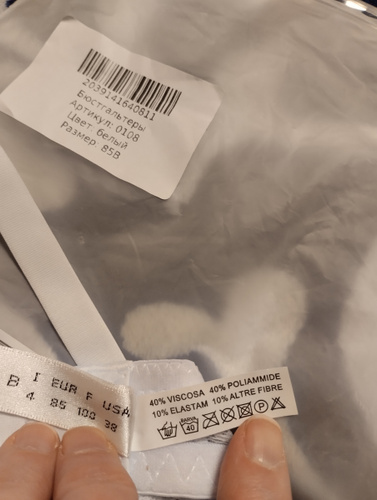 2039141640811
Бюстгальтеры
Артикул: 0108
Цвет: белый
Размер: 85B
I EUR F USA
B 4 85 100 38
40% VISCOSA 40% POLIAMMIDE
10% ELASTAM 10% ALTRE FIBRE
40 P